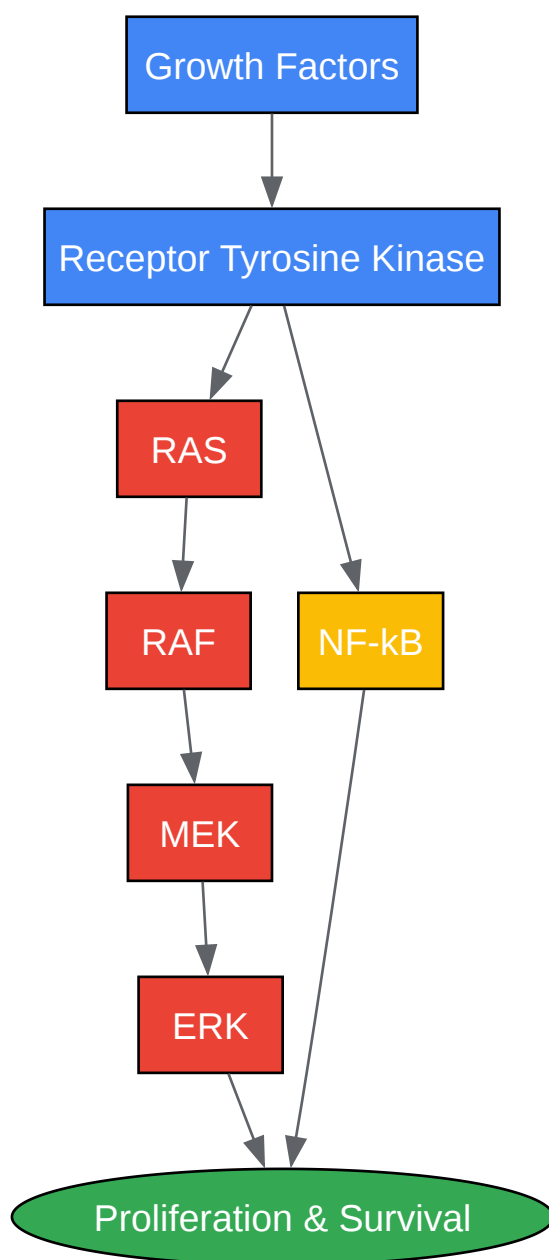 Growth Factors
Receptor Tyrosine Kinase
RAS
RAF
NF-kB
MEK
ERK
Proliferation & Survival